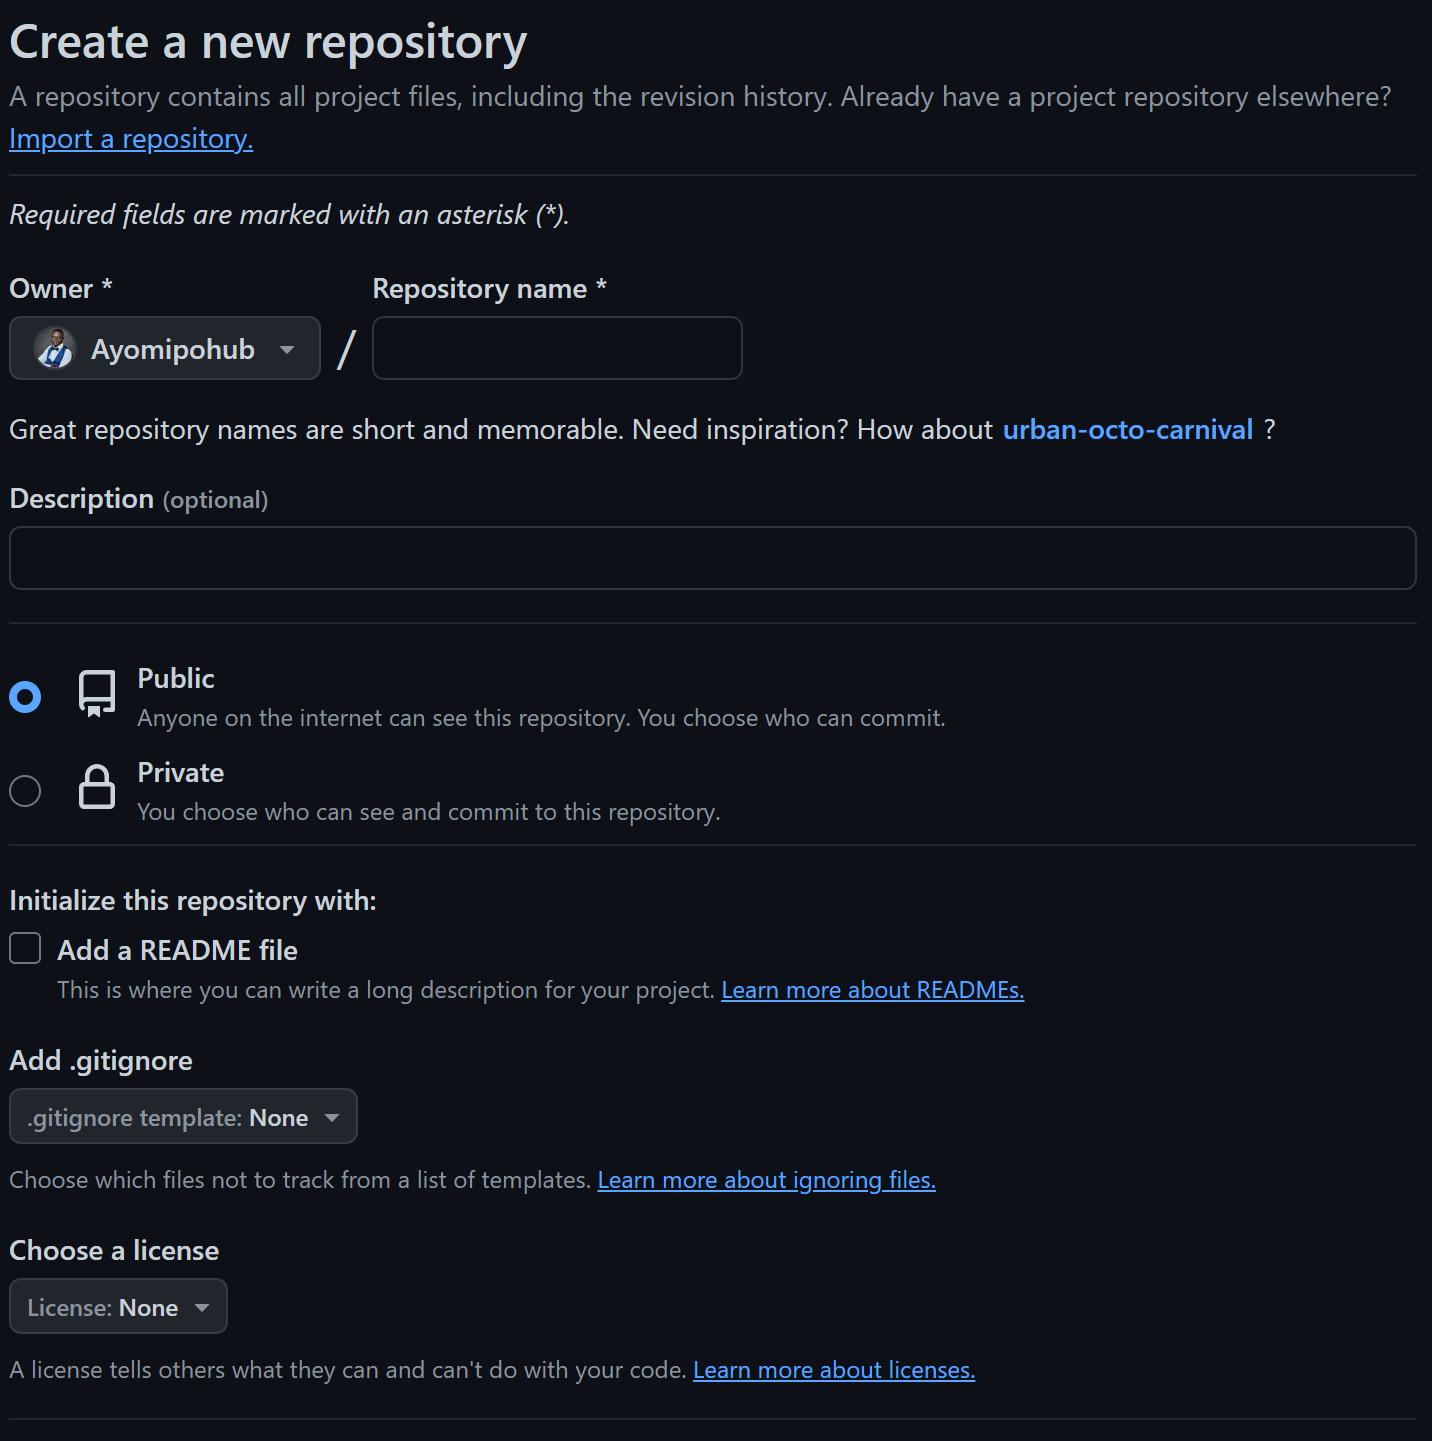 Create a new repository
A repository contains all project files, including the revision history. Already have a project repository elsewhere?
Import a repository.
Required fields are marked with an asterisk (*).
Owner *
Repository name *
Ayomipohub
/
Great repository names are short and memorable. Need inspiration? How about urban-octo-carnival ?
Description (optional)
Public
Anyone on the internet can see this repository. You choose who can commit.
Private
You choose who can see and commit to this repository.
Initialize this repository with:
Add a README file
This is where you can write a long description for your project. Learn more about READMEs.
Add .gitignore
.gitignore template: None
Choose which files not to track from a list of templates. Learn more about ignoring files.
Choose a license
License: None
A license tells others what they can and can't do with your code. Learn more about licenses.